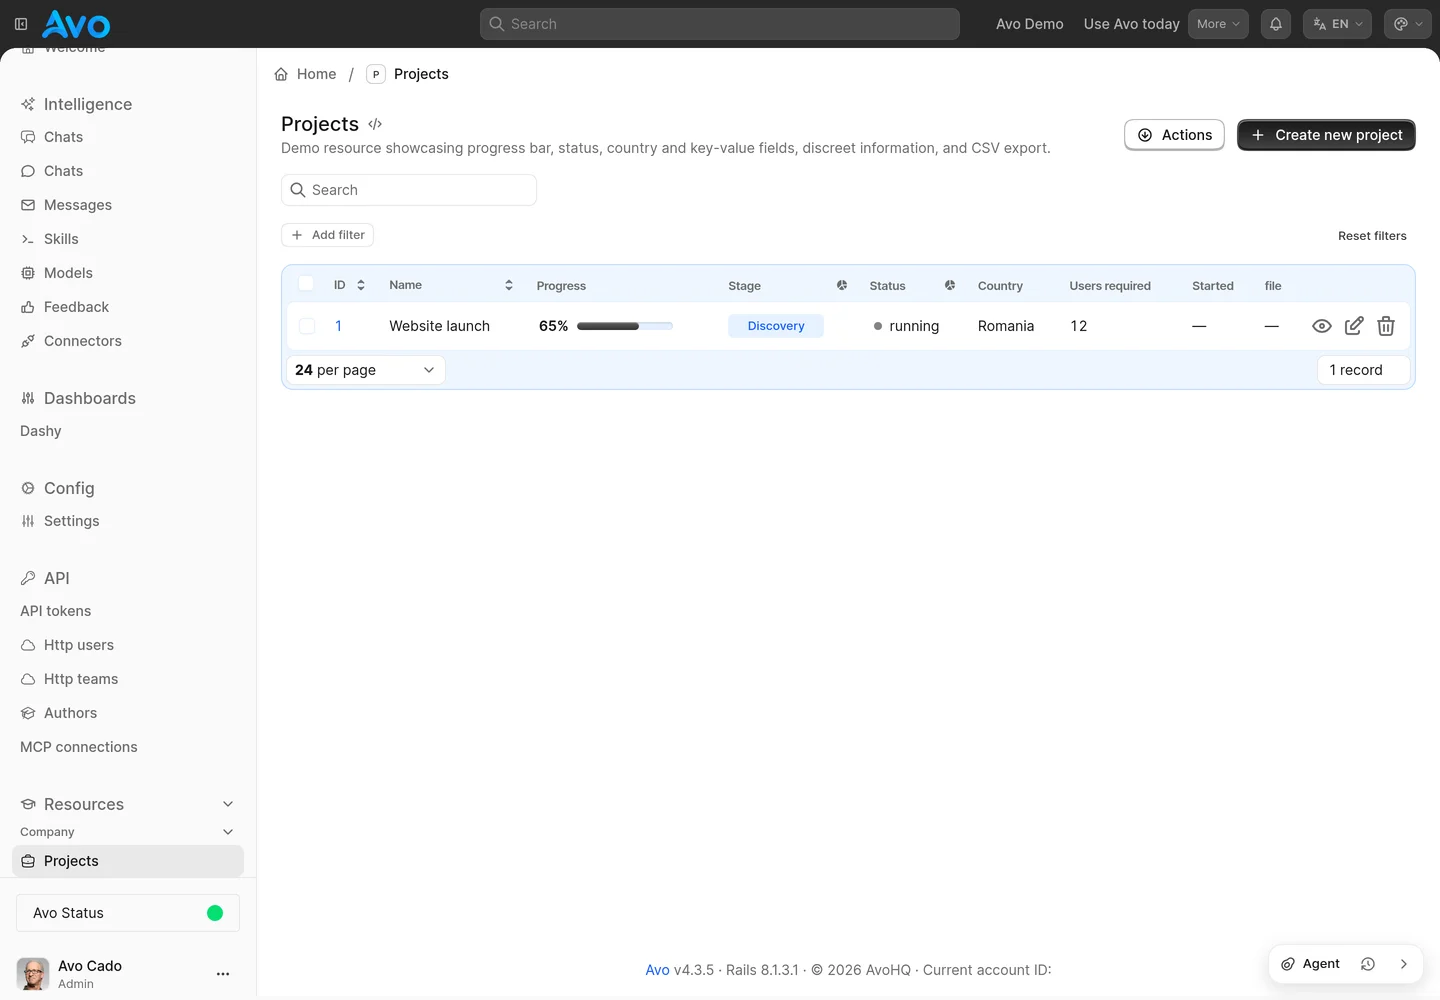 Avo
Search
Avo Demo
Use Avo today
More
EN
Welcome
Intelligence
Chats
Chats
Messages
Skills
Models
Feedback
Connectors
Dashboards
Dashy
Config
Settings
API
API tokens
Http users
Http teams
Authors
MCP connections
Resources
Company
Projects
Avo Status
Avo Cado
Admin
Home / P Projects
Projects
Demo resource showcasing progress bar, status, country and key-value fields, discreet information, and CSV export.
Actions
Create new project
Search
Add filter
Reset filters
ID Name Progress Stage Status Country Users required Started file
1 Website launch 65% Discovery running Romania 12 — —
24 per page
1 record
Avo v4.3.5 · Rails 8.1.3.1 · © 2026 AvoHQ · Current account ID:
Agent